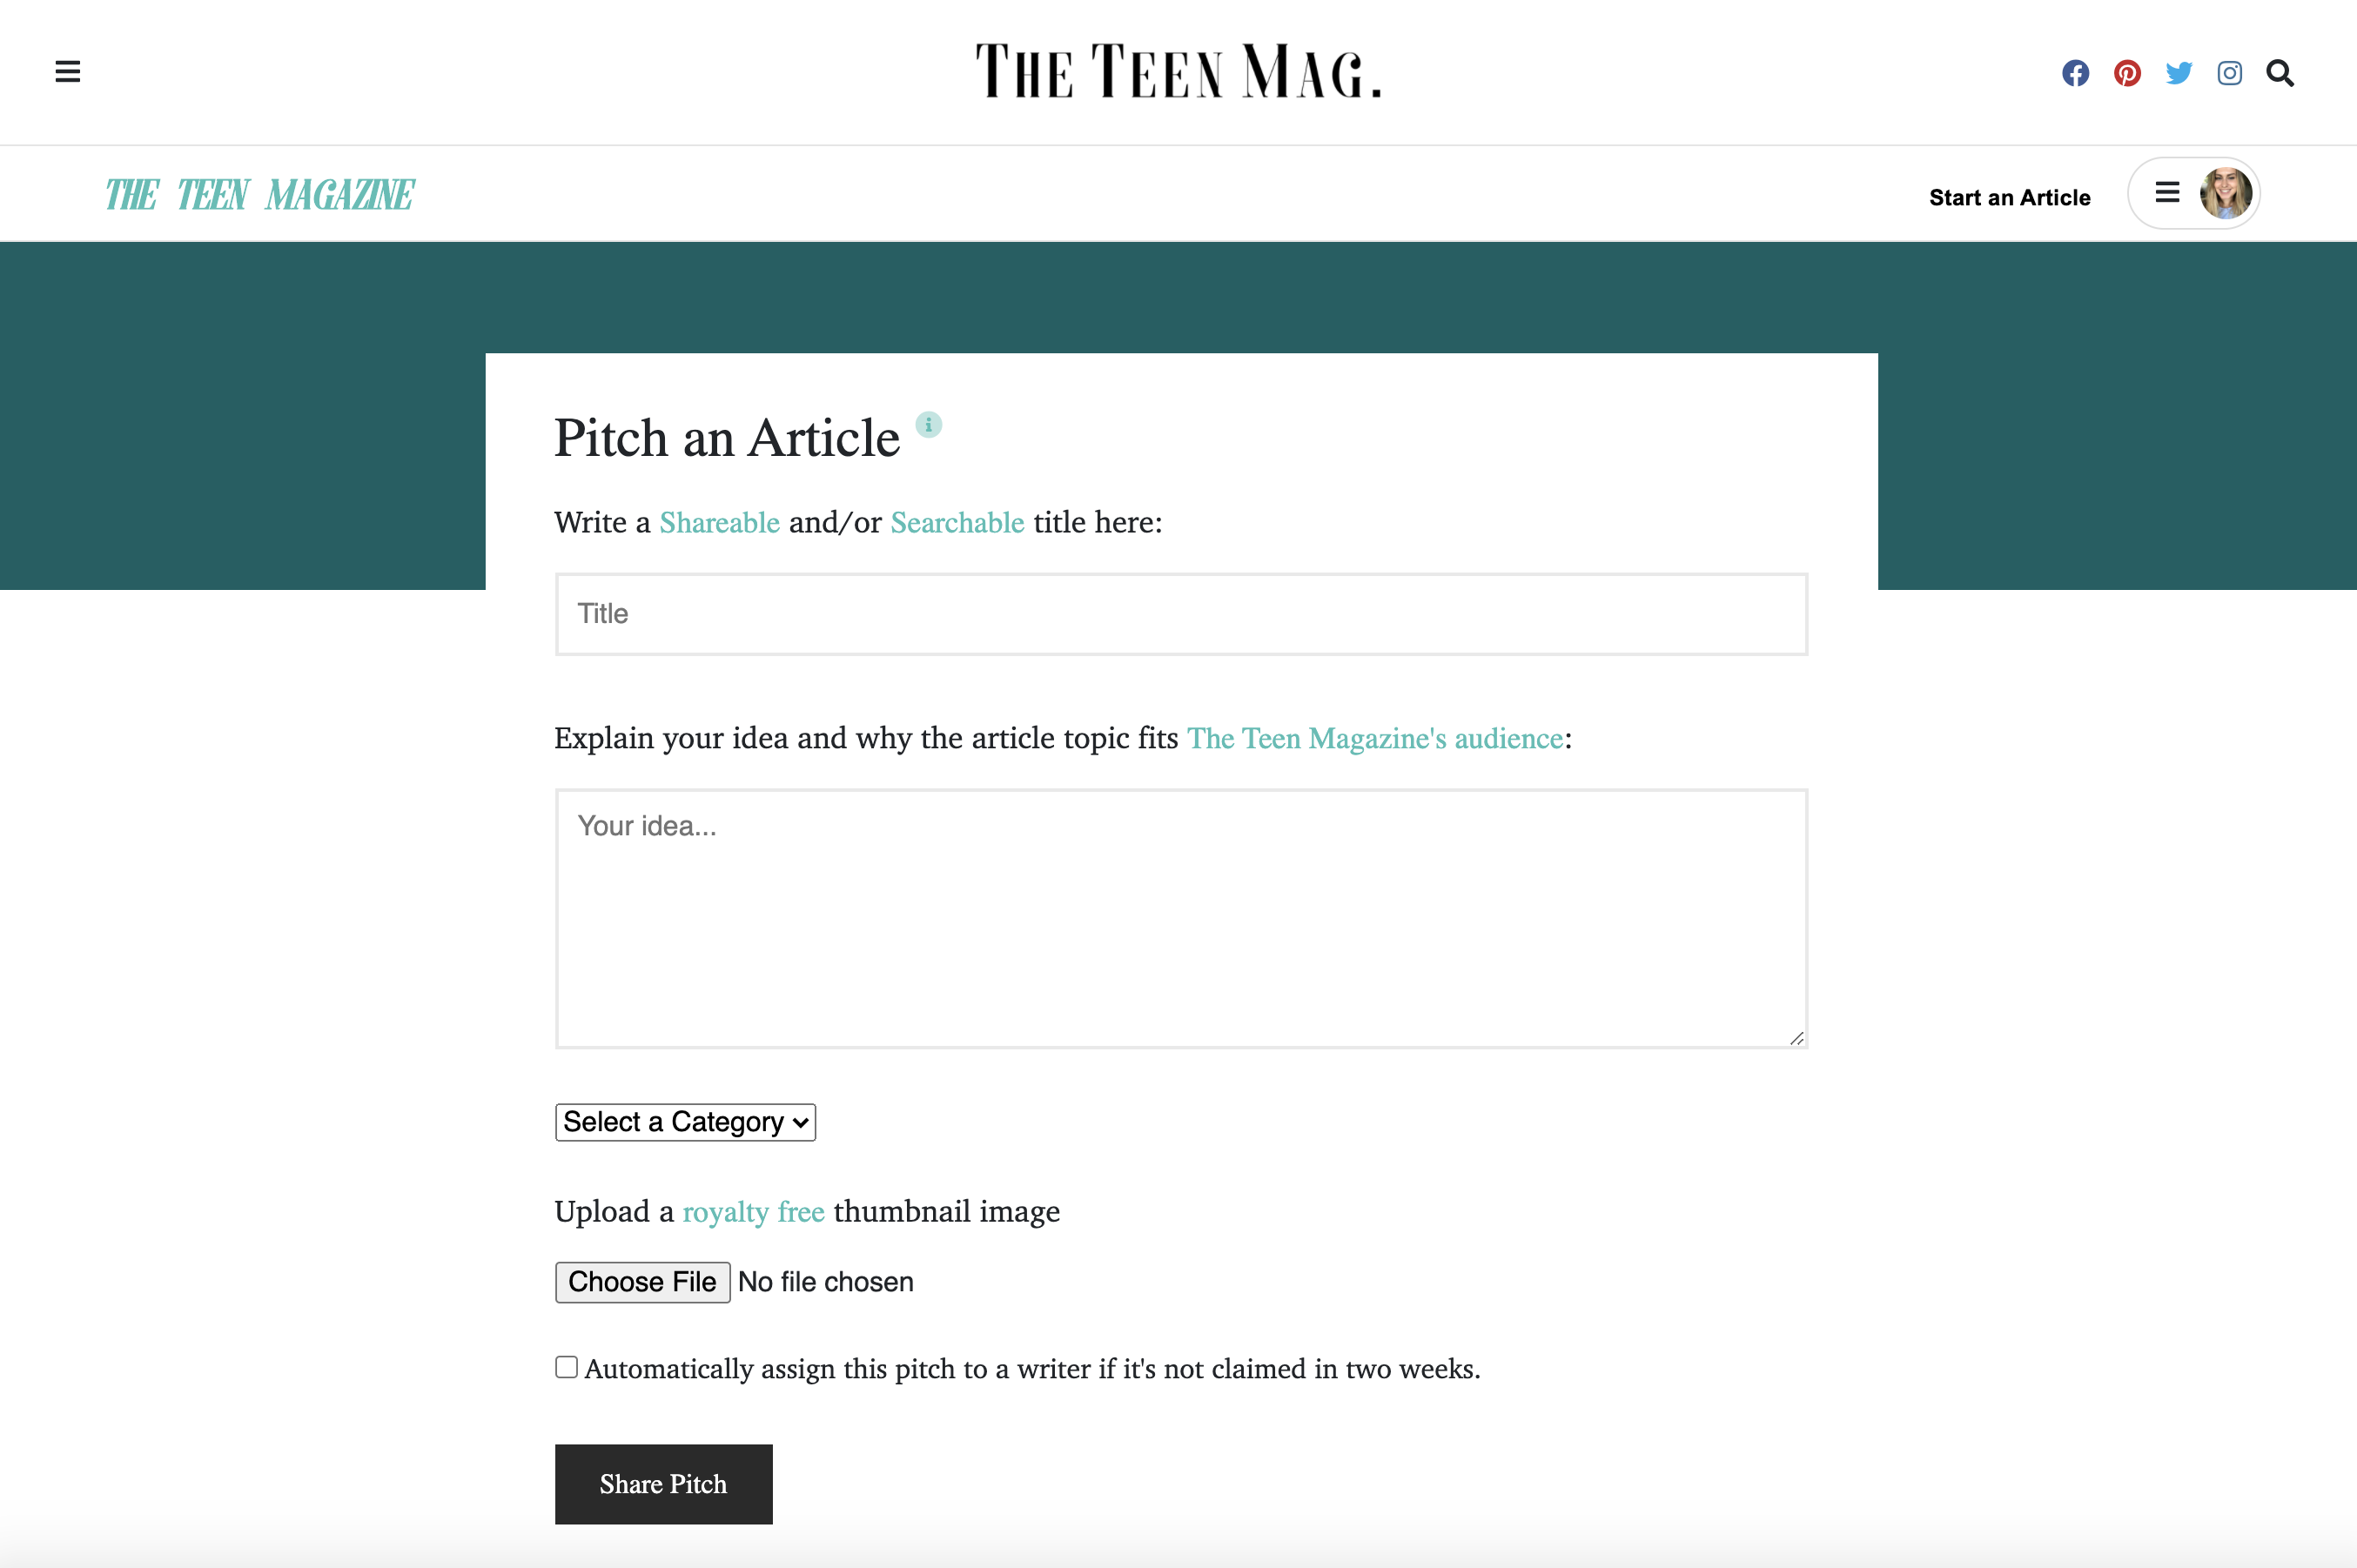 THE TEEN MAG.
THE TEEN MAGAZINE
Start an Article
Pitch an Article
Write a Shareable and/or Searchable title here:
Title
Explain your idea and why the article topic fits The Teen Magazine's audience:
Your idea...
Select a Category
Upload a royalty free thumbnail image
Choose File No file chosen
Automatically assign this pitch to a writer if it's not claimed in two weeks.
Share Pitch